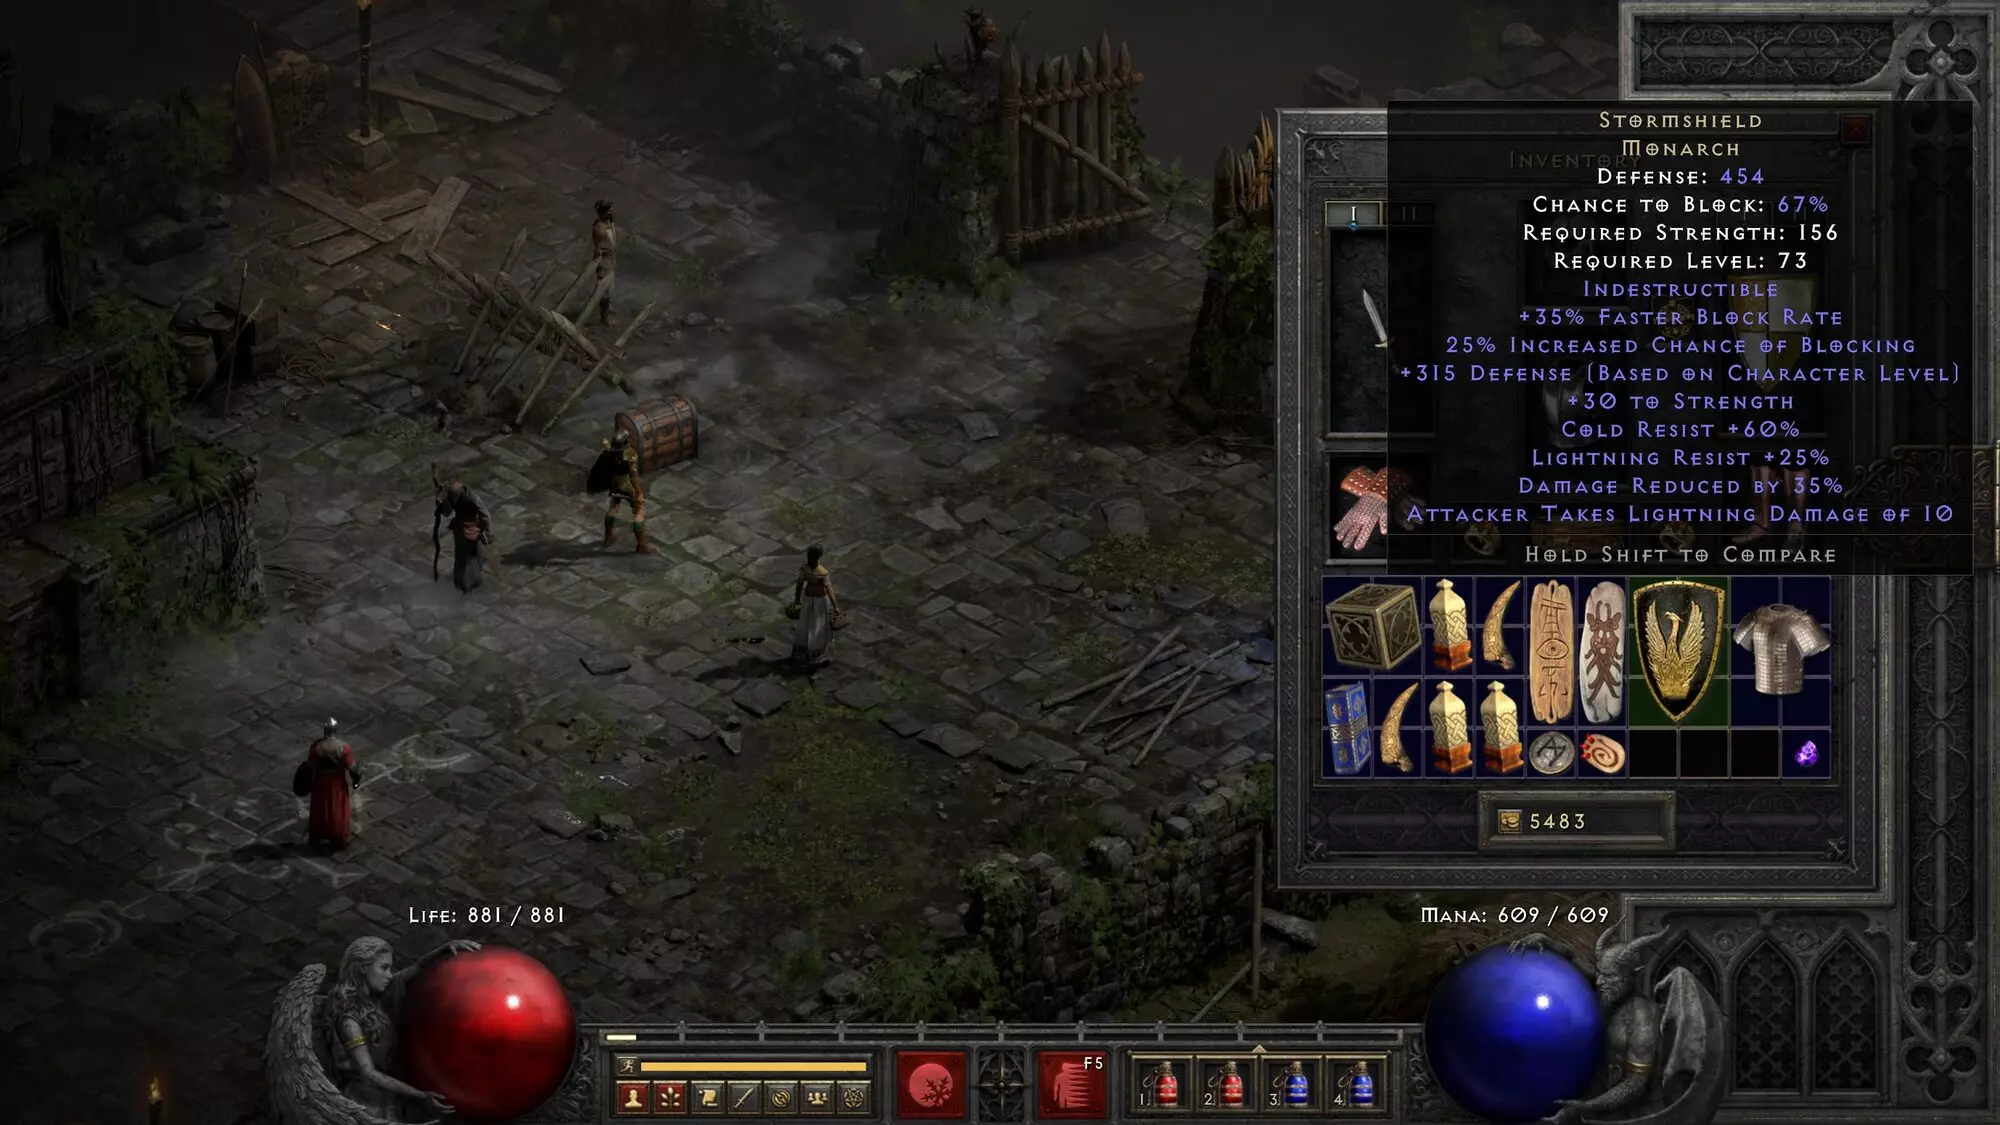 Stormshield
Monarch
Inventory
Defense: 454
Chance to Block: 67%
Required Strength: 156
Required Level: 73
Indestructible
+35% Faster Block Rate
25% Increased Chance of Blocking
+315 Defense (Based on Character Level)
+30 to Strength
Cold Resist +60%
Lightning Resist +25%
Damage Reduced by 35%
Attacker Takes Lightning Damage of 10
Hold Shift to Compare
I
II
5483
Life: 881 / 881
Mana: 609 / 609
F5
1
2
3
4